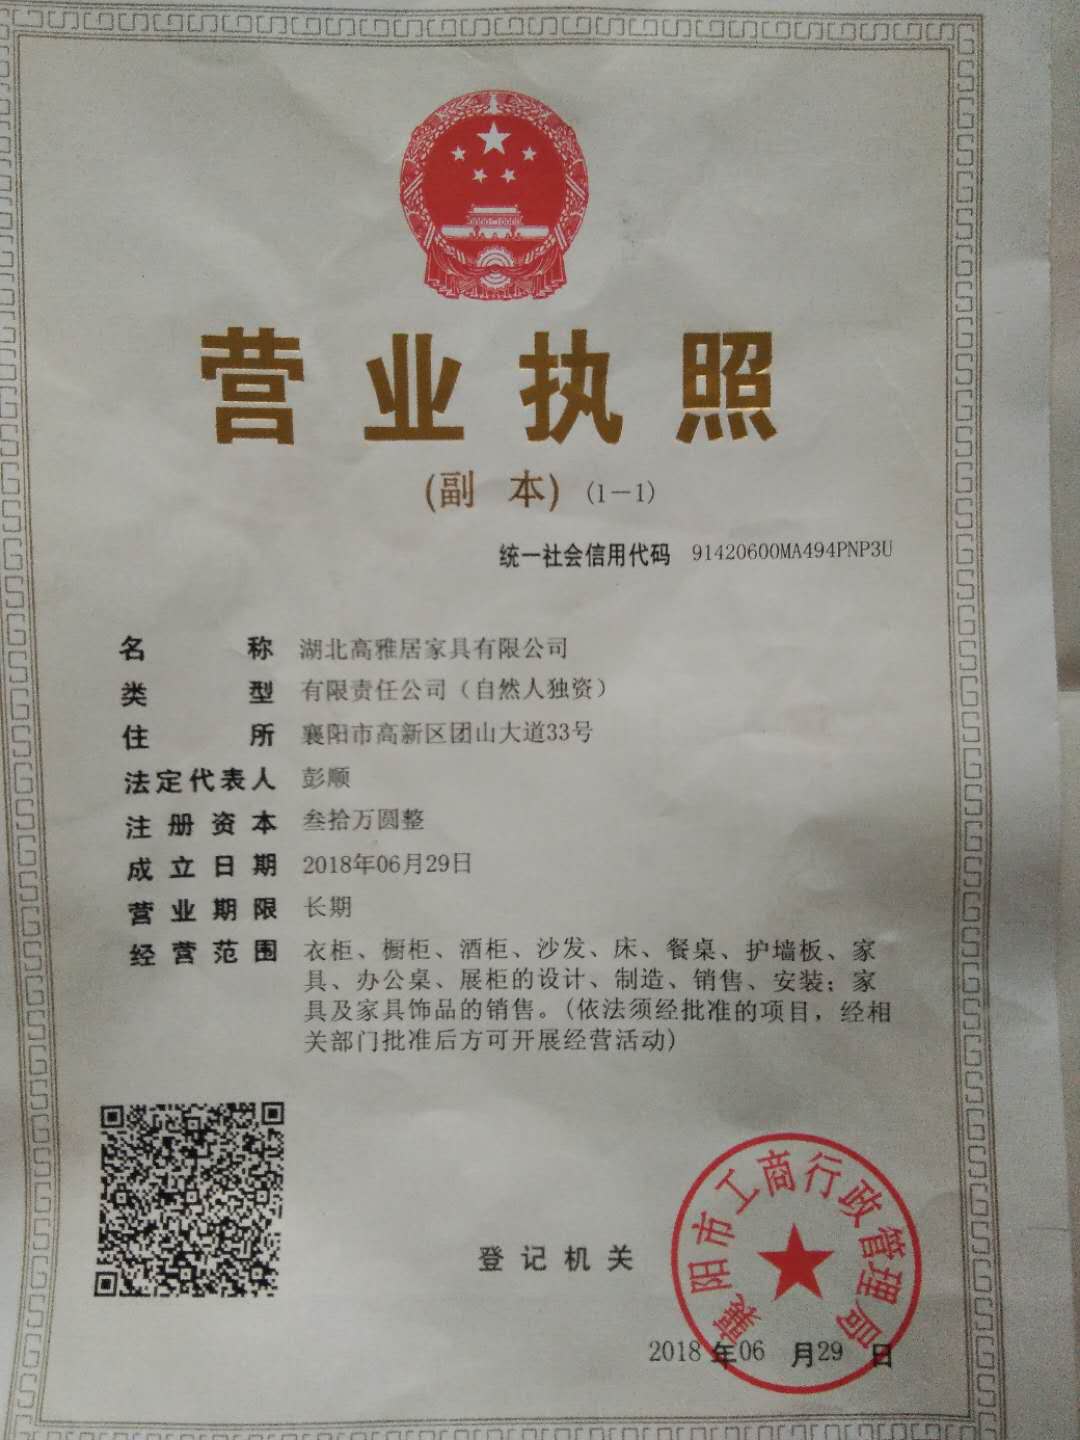 营业执照
(副 本) (1-1)
统一社会信用代码 91420600MA494PNP3U
名 称 湖北高雅居家具有限公司
类 型 有限责任公司（自然人独资）
住 所 襄阳市高新区团山大道33号
法定代表人 彭顺
注册资本 叁拾万圆整
成立日期 2018年06月29日
营业期限 长期
经营范围 衣柜、橱柜、酒柜、沙发、床、餐桌、护墙板、家
具、办公桌、展柜的设计、制造、销售、安装；家
具及家具饰品的销售。(依法须经批准的项目，经相
关部门批准后方可开展经营活动)
襄阳市工商行政管理局
登记机关
2018 年06 月29 日